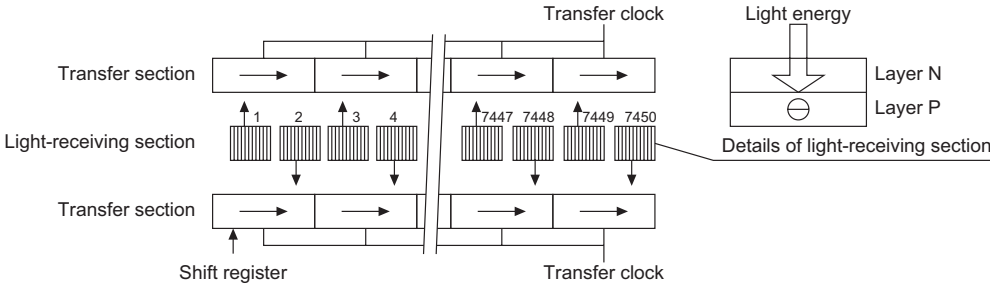 Transfer clock
Light energy
Transfer section
Layer N
Layer P
1 2 3 4 7447 7448 7449 7450
Light-receiving section
Details of light-receiving section
Transfer section
Shift register
Transfer clock